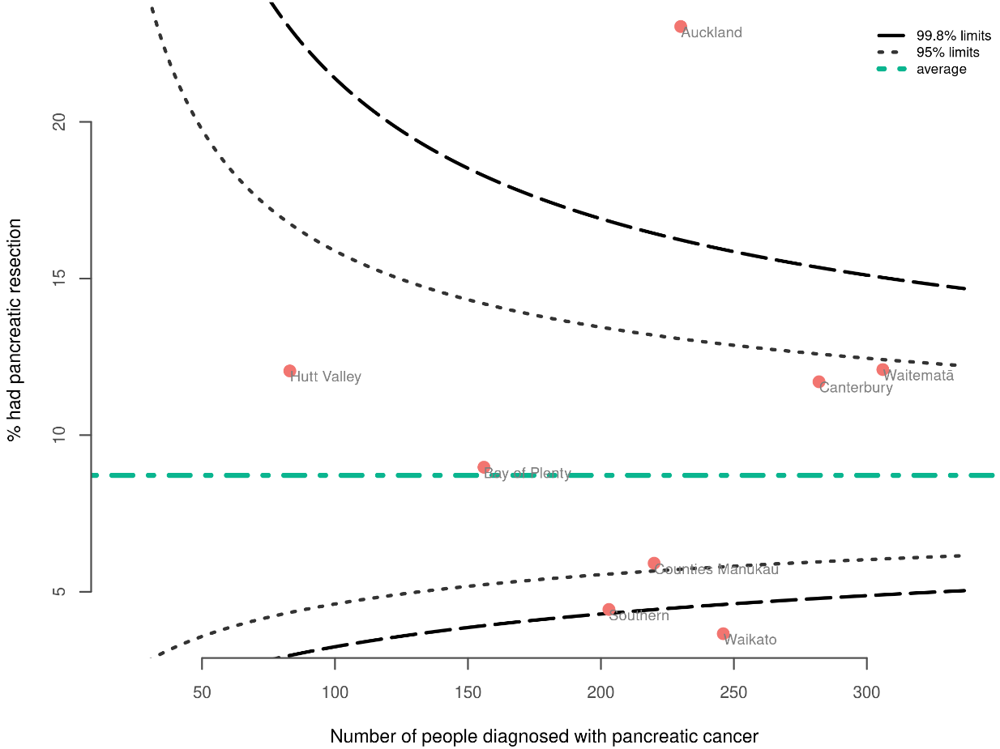 99.8% limits
95% limits
average
Auckland
20
15
10
5
% had pancreatic resection
Hutt Valley
Waitematā
Canterbury
Bay of Plenty
Counties Manukau
Southern
Waikato
50 100 150 200 250 300
Number of people diagnosed with pancreatic cancer